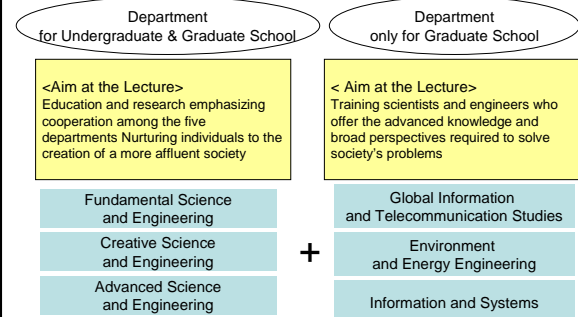 Department
for Undergraduate & Graduate School
Department
only for Graduate School
<Aim at the Lecture>
Education and research emphasizing
cooperation among the five
departments Nurturing individuals to the
creation of a more affluent society
< Aim at the Lecture>
Training scientists and engineers who
offer the advanced knowledge and
broad perspectives required to solve
society's problems
Fundamental Science
and Engineering
Creative Science
and Engineering
Advanced Science
and Engineering
+
Global Information
and Telecommunication Studies
Environment
and Energy Engineering
Information and Systems